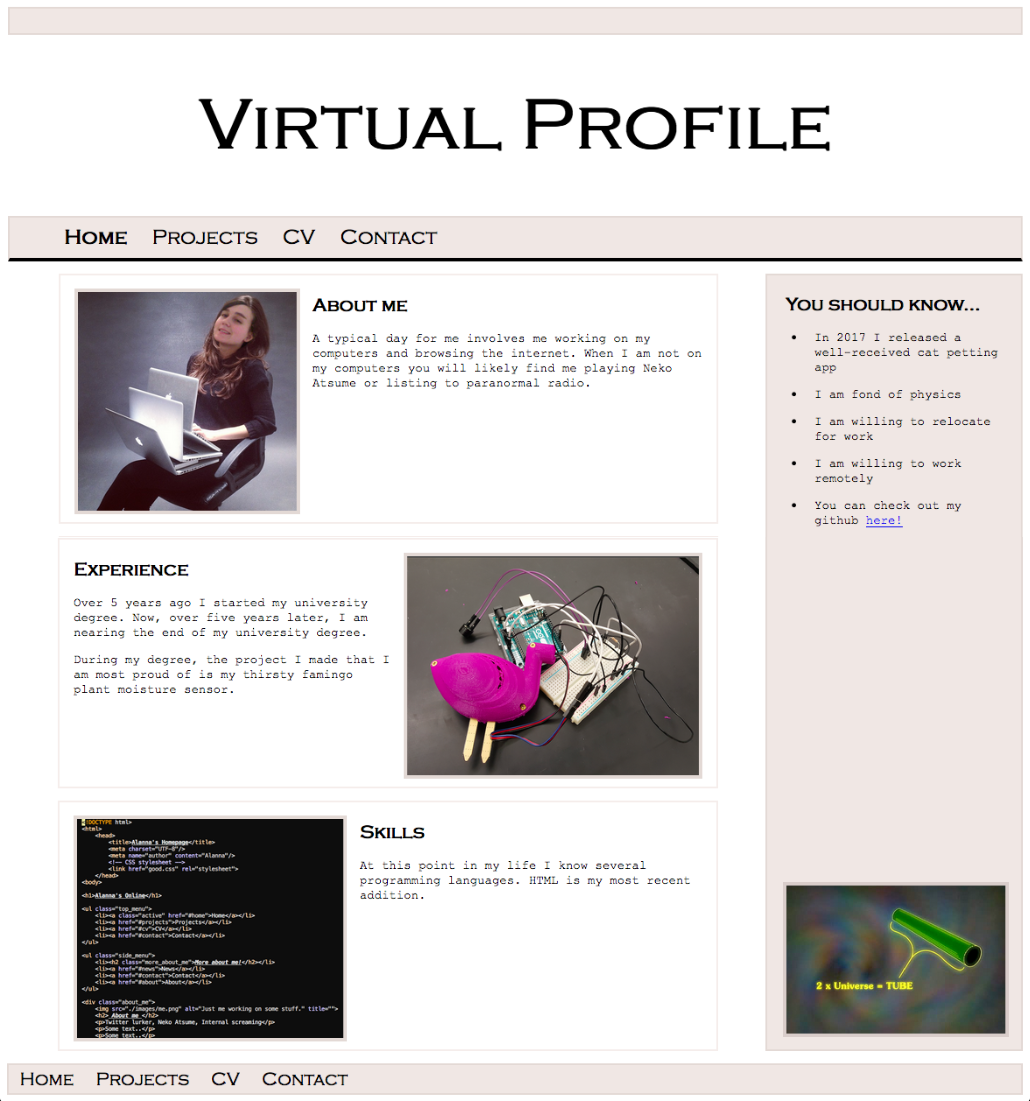 Virtual Profile
Home Projects CV Contact
About me
A typical day for me involves me working on my
computers and browsing the internet. When I am not on
my computers you will likely find me playing Neko
Atsume or listing to paranormal radio.
You should know...
In 2017 I released a
well-received cat petting
app
I am fond of physics
I am willing to relocate
for work
I am willing to work
remotely
You can check out my
github here!
Experience
Over 5 years ago I started my university
degree. Now, over five years later, I am
nearing the end of my university degree.
During my degree, the project I made that I
am most proud of is my thirsty famingo
plant moisture sensor.
<!DOCTYPE html>
<html>
<head>
<title>Alanna's Homepage</title>
<meta charset="UTF-8"/>
<meta name="author" content="Alanna"/>
<!-- CSS stylesheet -->
<link href="good.css" rel="stylesheet">
</head>
<body>
<h1>Alanna's Online</h1>
<ul class="top_menu">
<li><a class="active" href="#home">Home</a></li>
<li><a href="#projects">Projects</a></li>
<li><a href="#cv">CV</a></li>
<li><a href="#contact">Contact</a></li>
</ul>
<ul class="side_menu">
<li><h2 class="more_about_me">More about me!</h2></li>
<li><a href="#news">News</a></li>
<li><a href="#contact">Contact</a></li>
<li><a href="#about">About</a></li>
</ul>
<div class="about_me">
<img src="./images/me.png" alt="Just me working on some stuff." title="">
<h2> About me </h2>
<p>Twitter lurker, Neko Atsume, Internal screaming</p>
<p>Some text..</p>
<p>Some text..</p>
Skills
At this point in my life I know several
programming languages. HTML is my most recent
addition.
2 x Universe = TUBE
Home Projects CV Contact